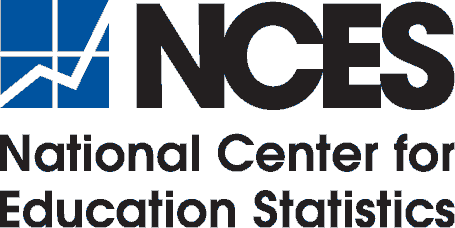 NCES
National Center for
Education Statistics